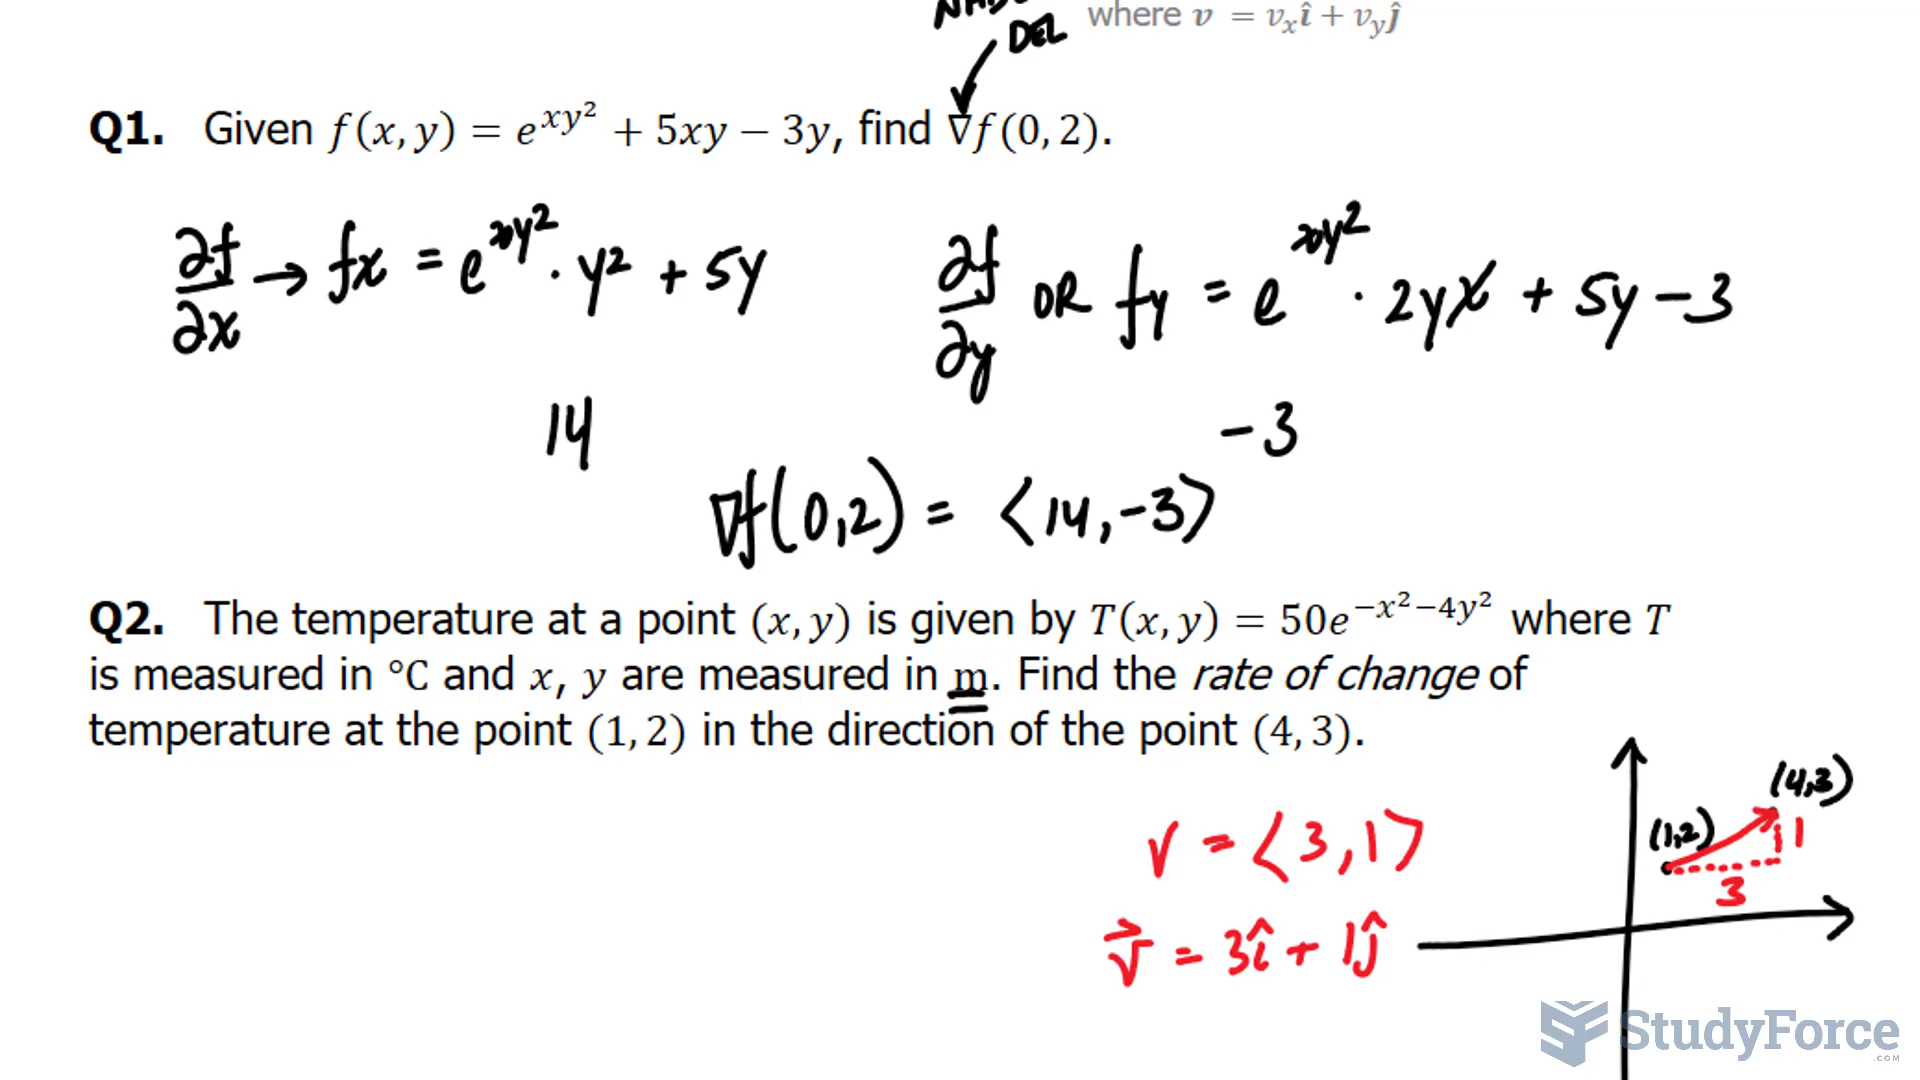 DEL where v = vₓî + v_yĵ
Q1. Given f(x, y) = e^{xy²} + 5xy − 3y, find ∇f(0, 2).
∂f/∂x → fx = e^{xy²} · y² + 5y
∂f/∂y OR fy = e^{xy²} · 2yx + 5y − 3
14
−3
∇f(0,2) = ⟨14, −3⟩
Q2. The temperature at a point (x, y) is given by T(x, y) = 50e^{−x²−4y²} where T
is measured in °C and x, y are measured in m. Find the rate of change of
temperature at the point (1, 2) in the direction of the point (4, 3).
(4,3)
(1,2)
1
3
v = ⟨3, 1⟩
v⃗ = 3î + 1ĵ
StudyForce
.COM